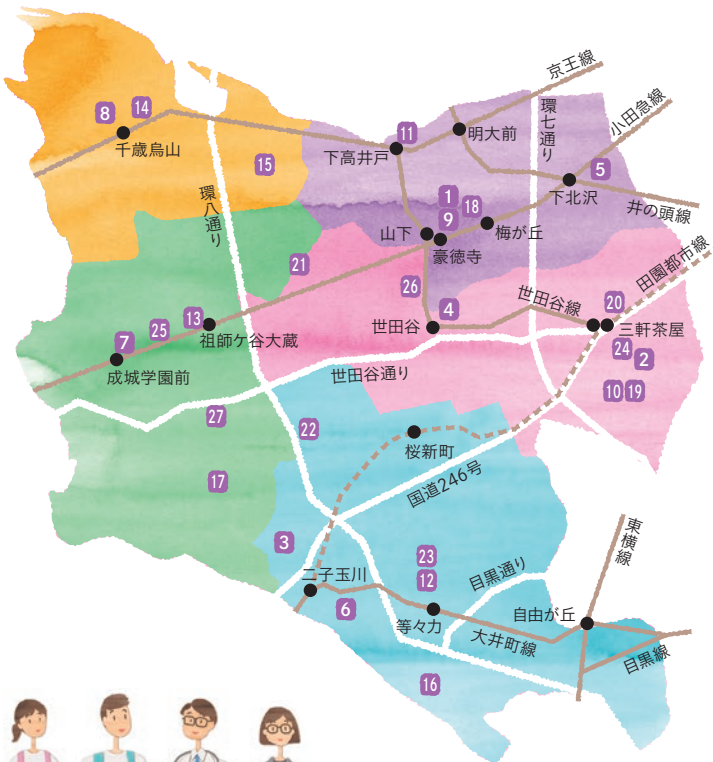 京王線
小田急線
環七通り
明大前
8
14
千歳烏山
11
下高井戸
5
下北沢
15
井の頭線
環八通り
1
18
9
梅が丘
山下
豪徳寺
田園都市線
21
26
4
世田谷線
20
世田谷
三軒茶屋
13
25
7
祖師ケ谷大蔵
成城学園前
24
2
世田谷通り
10
19
27
22
桜新町
17
国道246号
3
東横線
23
12
目黒通り
二子玉川
6
等々力
自由が丘
大井町線
目黒線
16